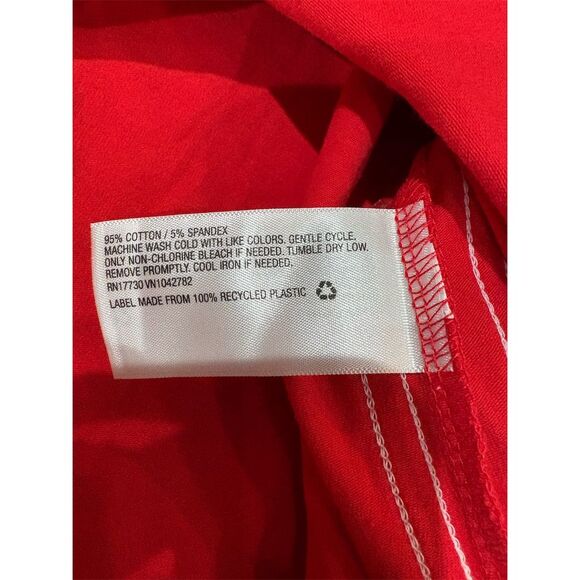 95% COTTON / 5% SPANDEX
MACHINE WASH COLD WITH LIKE COLORS. GENTLE CYCLE.
ONLY NON-CHLORINE BLEACH IF NEEDED. TUMBLE DRY LOW.
REMOVE PROMPTLY. COOL IRON IF NEEDED.
RN17730 VN1042782
LABEL MADE FROM 100% RECYCLED PLASTIC